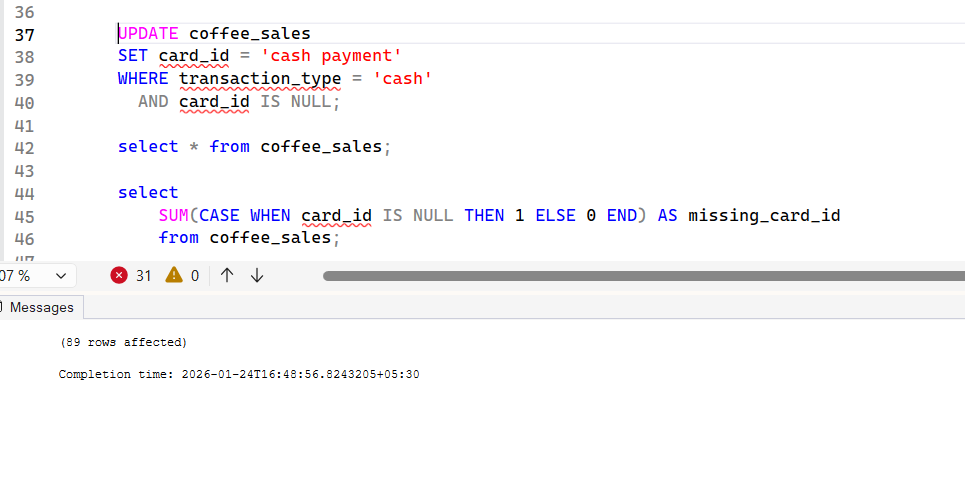 36
37 UPDATE coffee_sales
38 SET card_id = 'cash payment'
39 WHERE transaction_type = 'cash'
40 AND card_id IS NULL;
41
42 select * from coffee_sales;
43
44 select
45 SUM(CASE WHEN card_id IS NULL THEN 1 ELSE 0 END) AS missing_card_id
46 from coffee_sales;
07 % 31 0
Messages
(89 rows affected)
Completion time: 2026-01-24T16:48:56.8243205+05:30